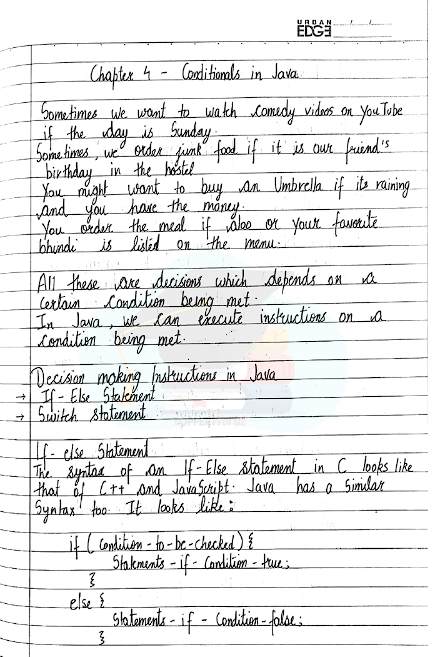 URBAN
EDGE
Chapter 4 - Conditionals in Java
Sometimes we want to watch comedy videos on YouTube
if the day is Sunday.
Sometimes, we order junk food if it is our friend's
birthday in the hostel
You might want to buy an Umbrella if its raining
and you have the money.
You order the meal if aloo or your favorite
bhindi is listed on the menu.
All these are decisions which depends on a
certain condition being met.
In Java, we can execute instructions on a
condition being met.
Decision making Instructions in Java
→ If - Else Statement
→ Switch statement
If - else Statement
The syntax of an If-Else statement in C looks like
that of C++ and JavaScript. Java has a Similar
Syntax too. It looks like:
if ( condition-to-be-checked) {
Statements - if - Condition - true;
}
else {
Statements - if - Condition - false;
}